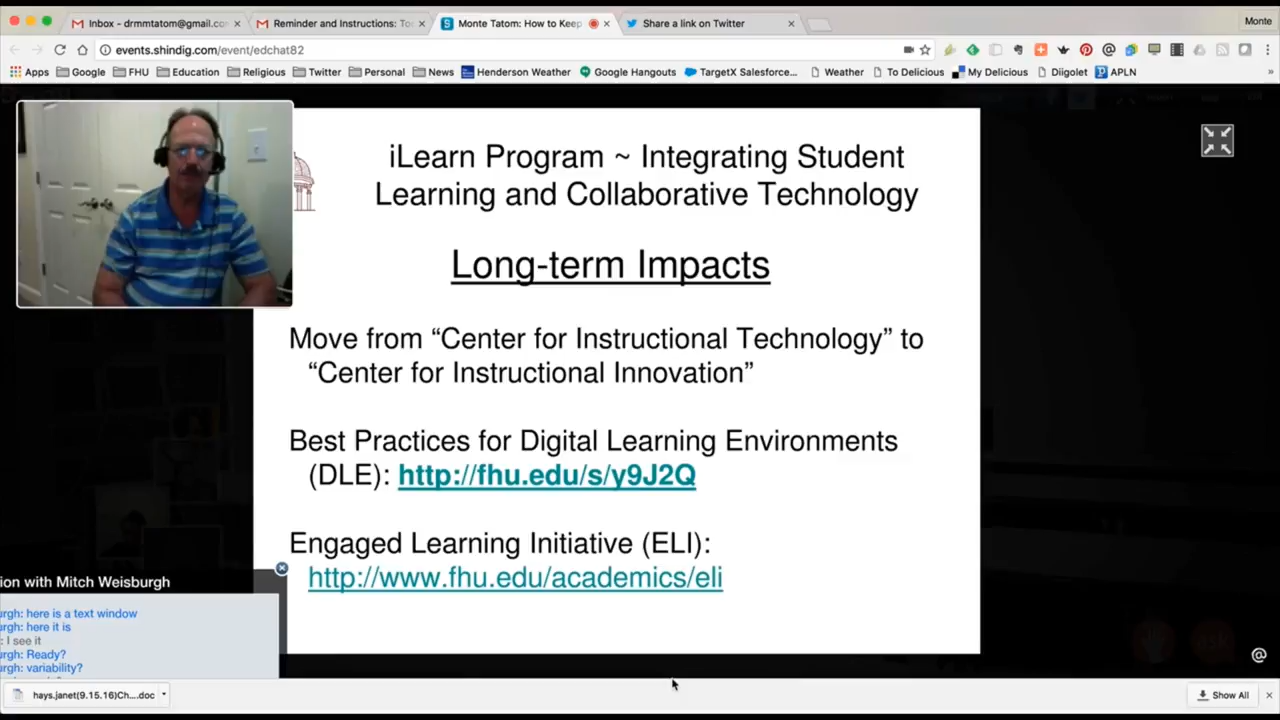 Inbox - drmmtatom@gmail.co
Reminder and Instructions: To
Monte Tatom: How to Keep
Share a link on Twitter
Monte
events.shindig.com/event/edchat82
Apps Google FHU Education Religious Twitter Personal News Henderson Weather Google Hangouts TargetX Salesforce... Weather To Delicious My Delicious Diigolet APLN »
iLearn Program ~ Integrating Student
Learning and Collaborative Technology
Long-term Impacts
Move from “Center for Instructional Technology” to
“Center for Instructional Innovation”
Best Practices for Digital Learning Environments
(DLE): http://fhu.edu/s/y9J2Q
Engaged Learning Initiative (ELI):
http://www.fhu.edu/academics/eli
ion with Mitch Weisburgh
urgh: here is a text window
urgh: here it is
: I see it
urgh: Ready?
urgh: variability?
@
hays.janet(9.15.16)Ch....doc
Show All